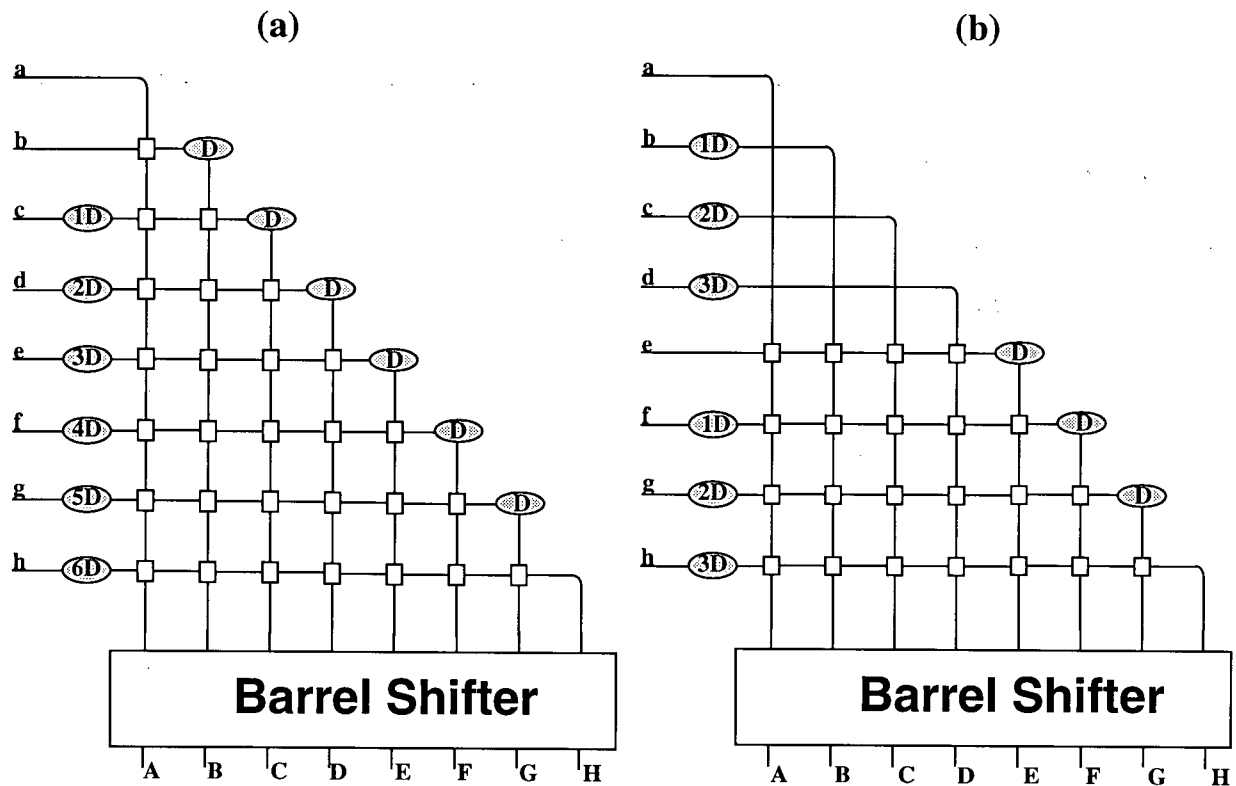 (a)
a
b D
c 1D D
d 2D D
e 3D D
f 4D D
g 5D D
h 6D
Barrel Shifter
A B C D E F G H
(b)
a
b 1D
c 2D
d 3D
e D
f 1D D
g 2D D
h 3D
Barrel Shifter
A B C D E F G H